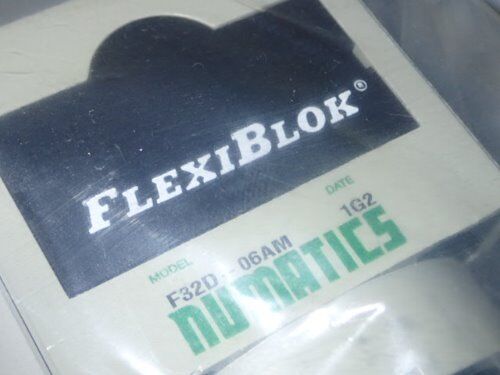 FLEXIBLOK®
MODEL DATE
F32D-06AM 1G2
NUMATICS